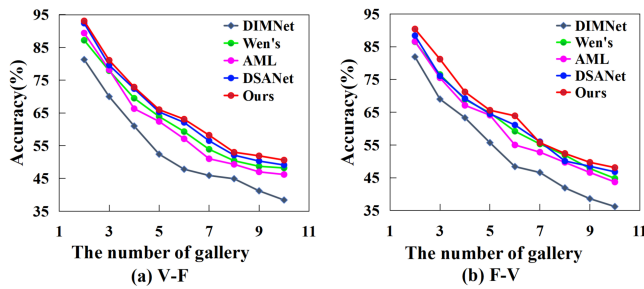 95
85
75
65
55
45
35
Accuracy(%)
1 3 5 7 9 11
The number of gallery
(a) V-F
DIMNet
Wen's
AML
DSANet
Ours
95
85
75
65
55
45
35
Accuracy(%)
1 3 5 7 9 11
The number of gallery
(b) F-V
DIMNet
Wen's
AML
DSANet
Ours